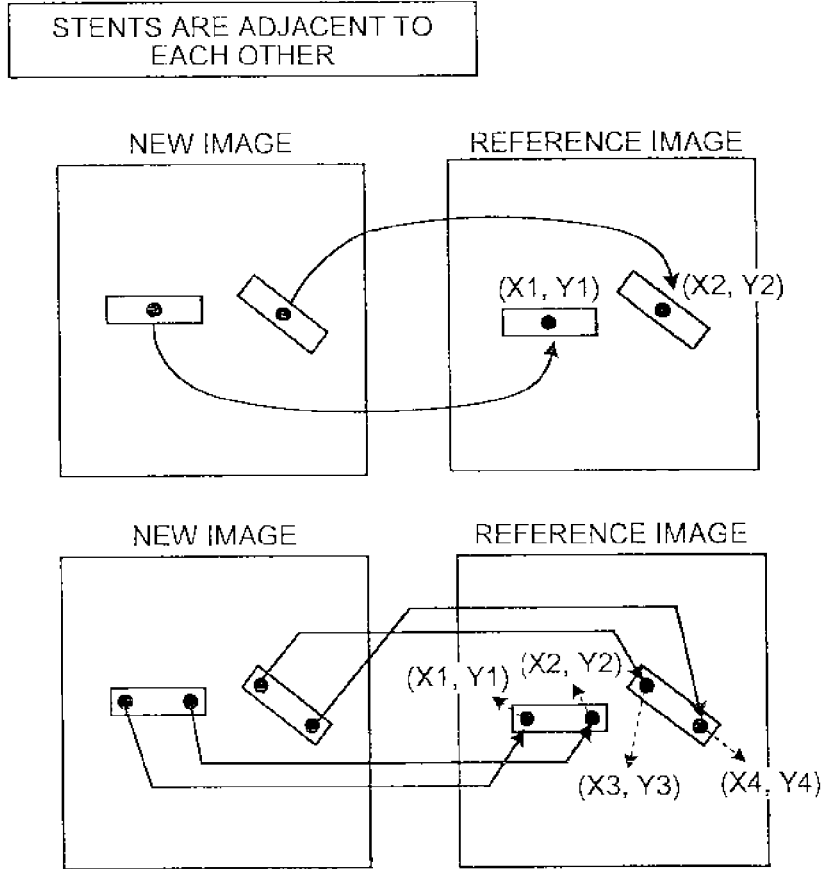 STENTS ARE ADJACENT TO
EACH OTHER
NEW IMAGE
REFERENCE IMAGE
(X1, Y1)
(X2, Y2)
NEW IMAGE
REFERENCE IMAGE
(X1, Y1)
(X2, Y2)
(X3, Y3)
(X4, Y4)